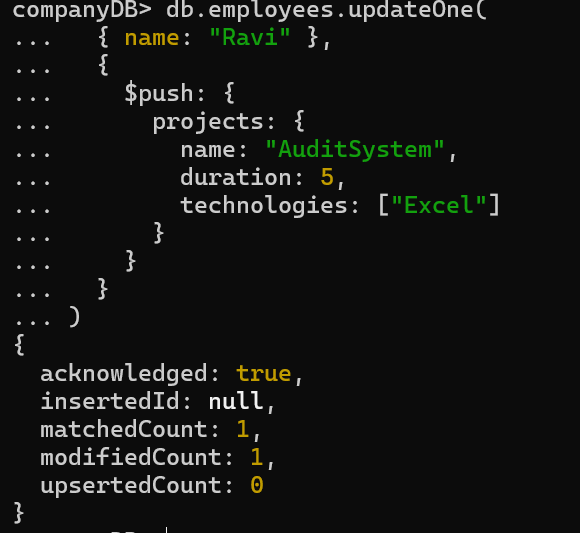 companyDB> db.employees.updateOne(
...   { name: "Ravi" },
...   {
...     $push: {
...       projects: {
...         name: "AuditSystem",
...         duration: 5,
...         technologies: ["Excel"]
...       }
...     }
...   }
... )
{
  acknowledged: true,
  insertedId: null,
  matchedCount: 1,
  modifiedCount: 1,
  upsertedCount: 0
}